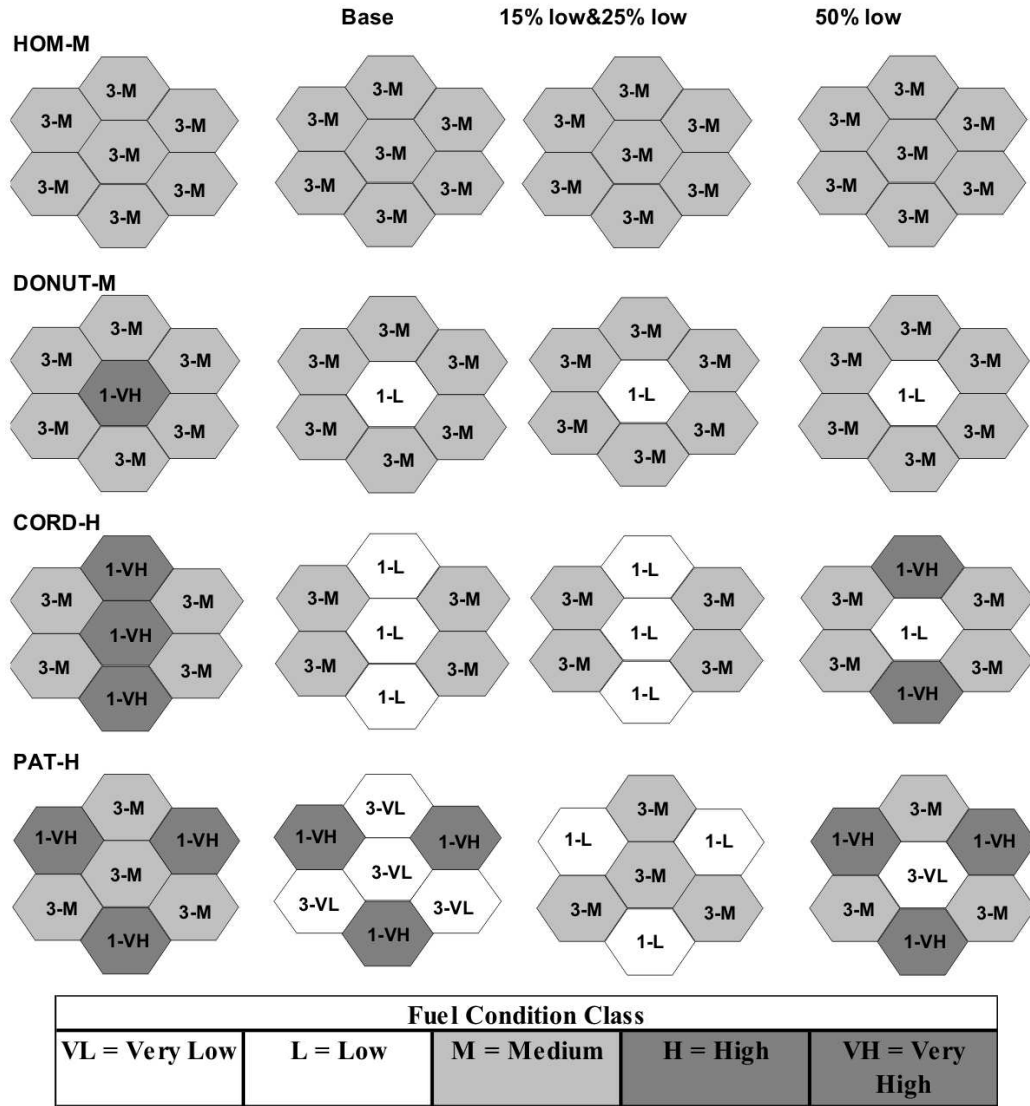 Base 15% low&25% low 50% low
HOM-M
3-M 3-M 3-M 3-M
3-M 3-M 3-M 3-M 3-M 3-M 3-M 3-M
3-M 3-M 3-M 3-M
3-M 3-M 3-M 3-M 3-M 3-M 3-M 3-M
3-M 3-M 3-M 3-M
DONUT-M
3-M 3-M 3-M 3-M
3-M 3-M 3-M 3-M 3-M 3-M 3-M 3-M
1-VH 1-L 1-L 1-L
3-M 3-M 3-M 3-M 3-M 3-M 3-M 3-M
3-M 3-M 3-M 3-M
CORD-H
1-VH 1-L 1-L 1-VH
3-M 3-M 3-M 3-M 3-M 3-M 3-M 3-M
1-VH 1-L 1-L 1-L
3-M 3-M 3-M 3-M 3-M 3-M 3-M 3-M
1-VH 1-L 1-L 1-VH
PAT-H
3-M 3-VL 3-M 3-M
1-VH 1-VH 1-VH 1-VH 1-L 1-L 1-VH 1-VH
3-M 3-VL 3-M 3-VL
3-M 3-M 3-VL 3-VL 3-M 3-M 3-M 3-M
1-VH 1-VH 1-L 1-VH
Fuel Condition Class
VL = Very Low L = Low M = Medium H = High VH = Very
High